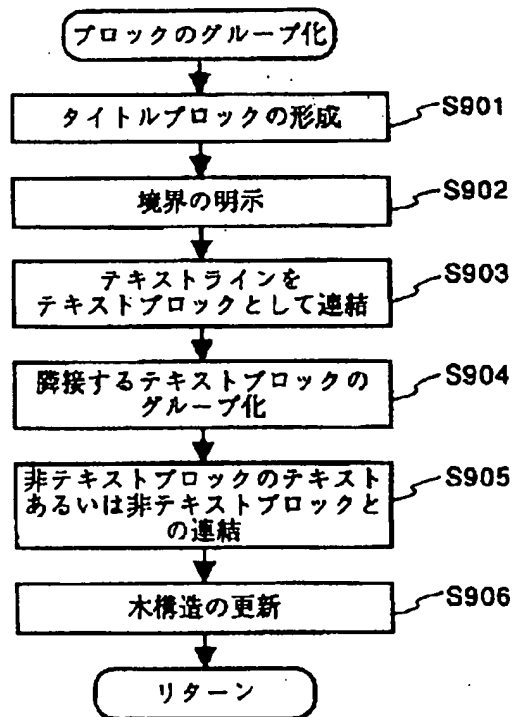 ブロックのグループ化
タイトルブロックの形成
S901
境界の明示
S902
テキストラインを
テキストブロックとして連結
S903
隣接するテキストブロックの
グループ化
S904
非テキストブロックのテキスト
あるいは非テキストブロックと
の連結
S905
木構造の更新
S906
リターン